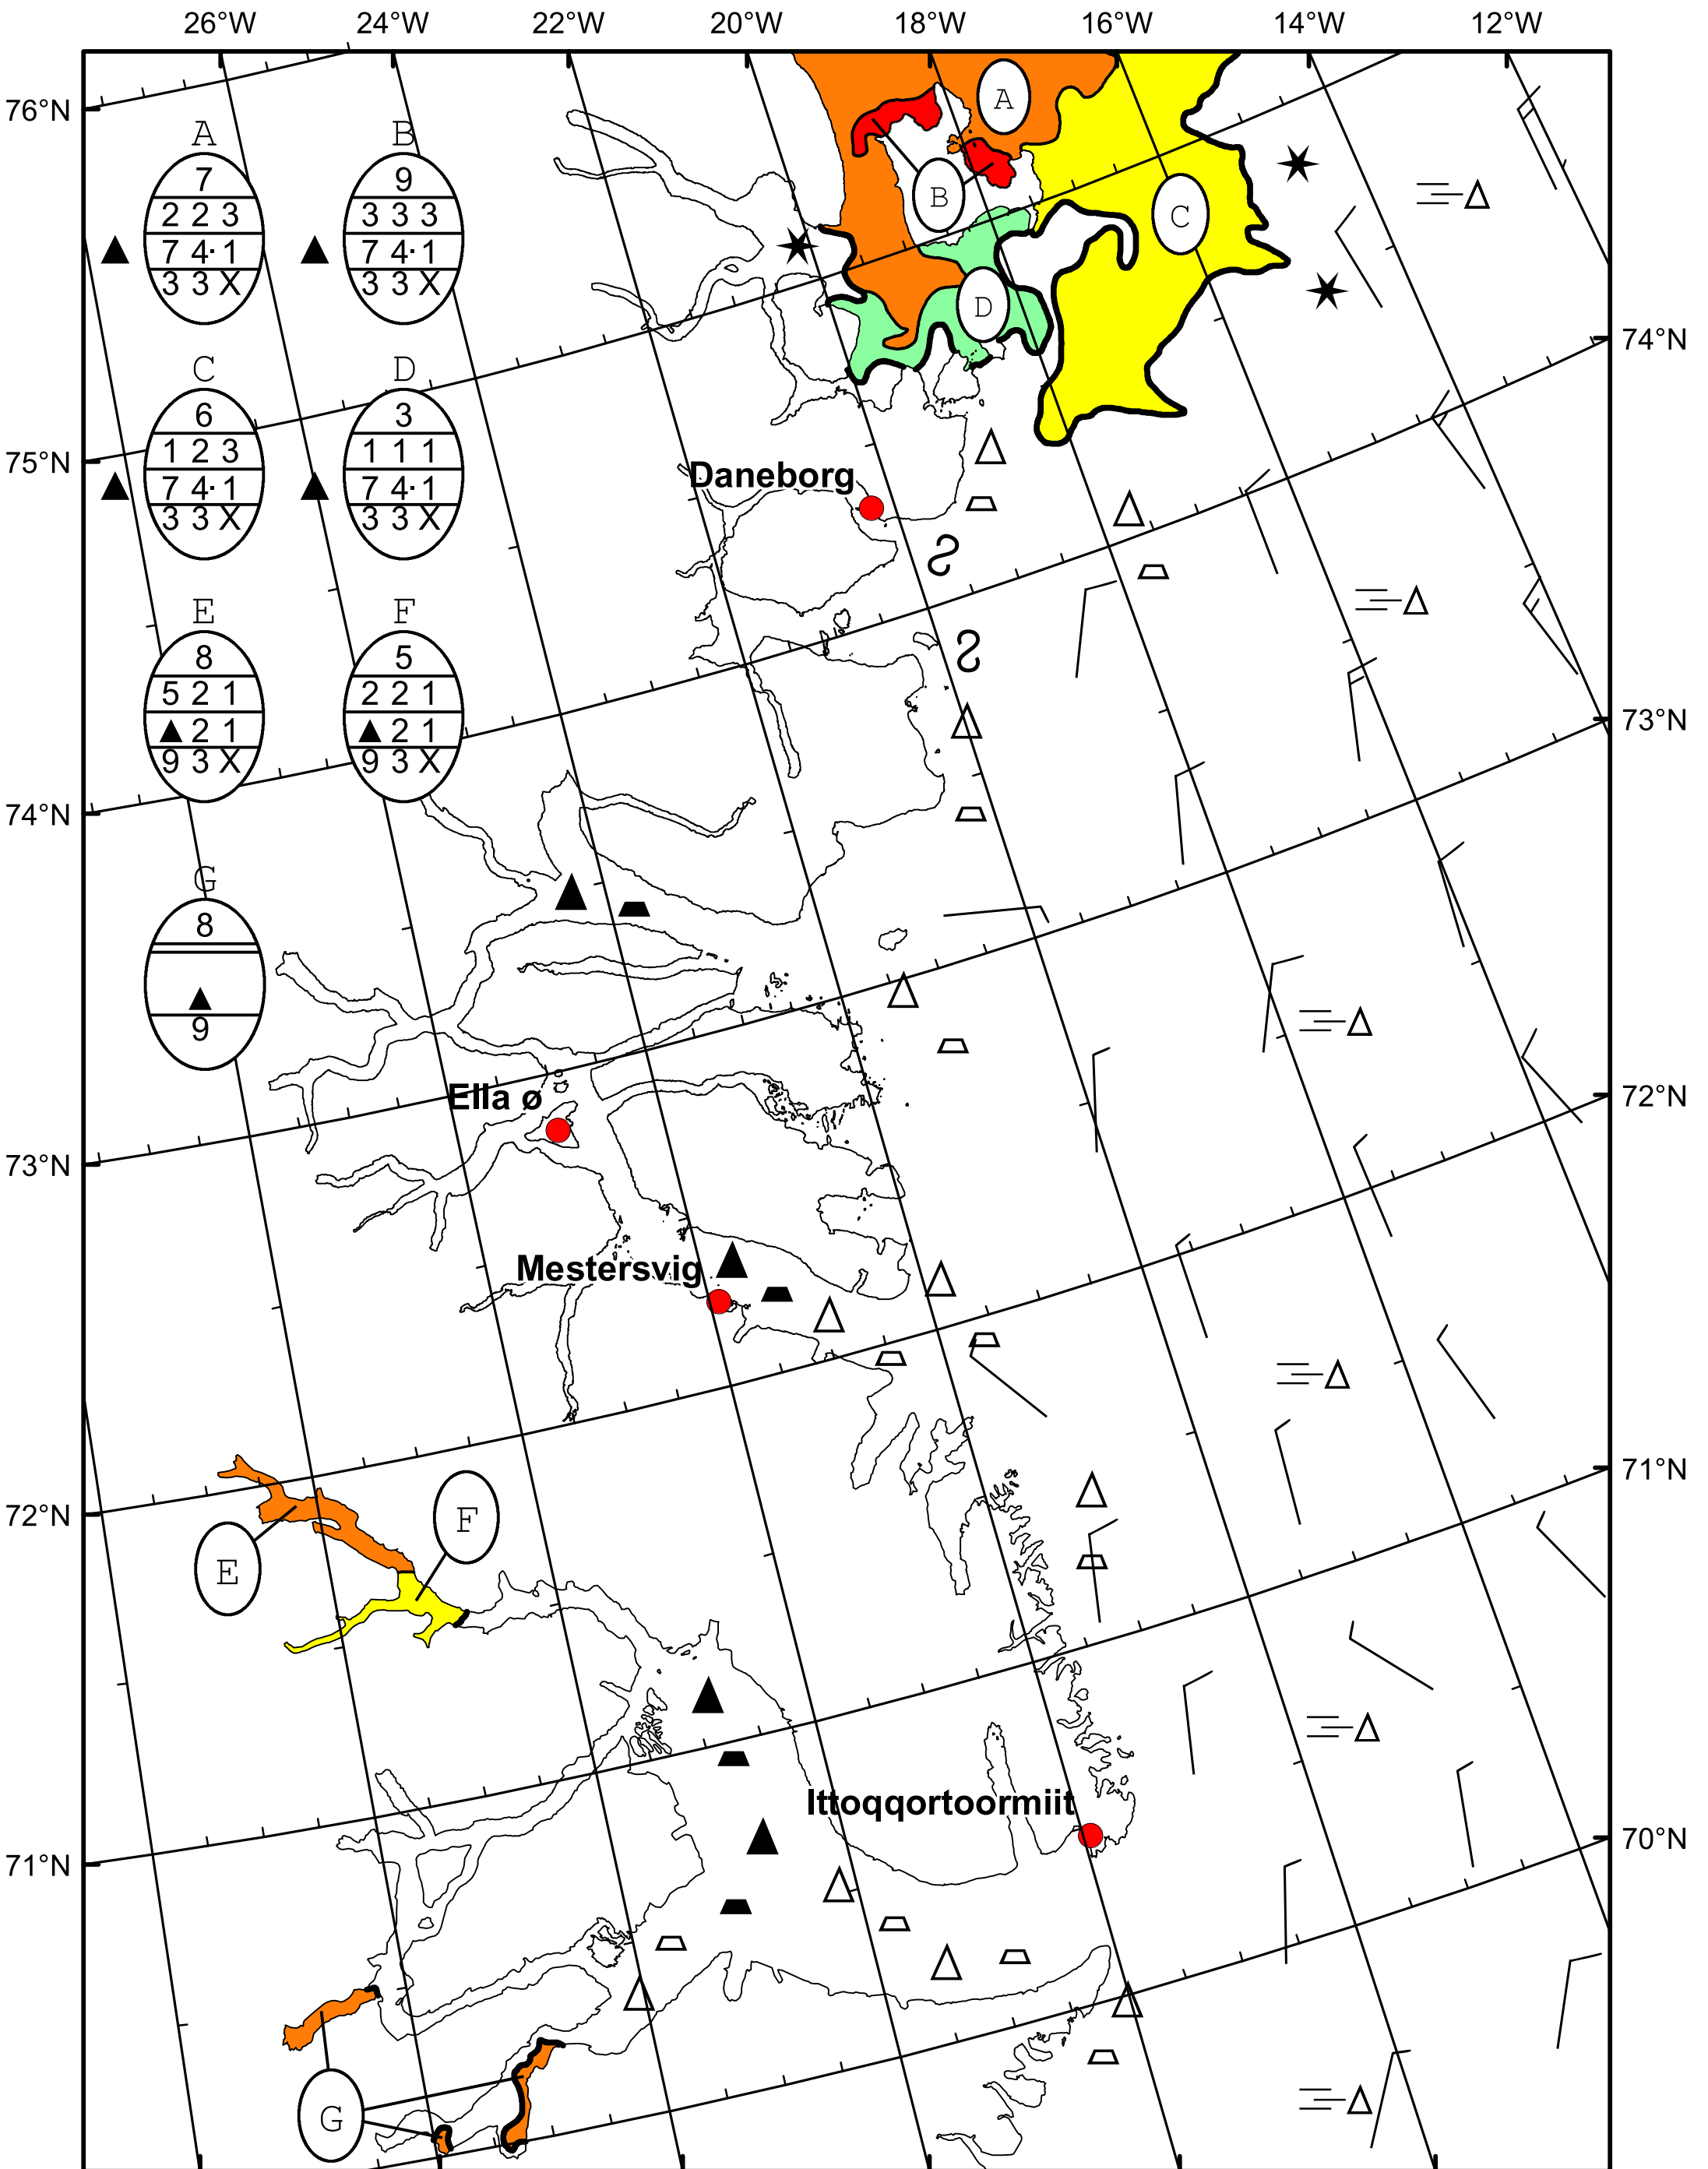 26°W 24°W 22°W 20°W 18°W 16°W 14°W 12°W
76°N
A B
7 9
2 2 3 3 3 3
7 4· 1 7 4· 1
3 3 X 3 3 X
A
B
C
D
74°N
C D
6 3
1 2 3 1 1 1
7 4· 1 7 4· 1
3 3 X 3 3 X
75°N
Daneborg
E F
8 5
5 2 1 2 2 1
2 1 2 1
9 3 X 9 3 X
73°N
74°N
G
8
9
Ella ø
72°N
73°N
Mestersvig
71°N
72°N
F
E
Ittoqqortoormiit
70°N
71°N
G